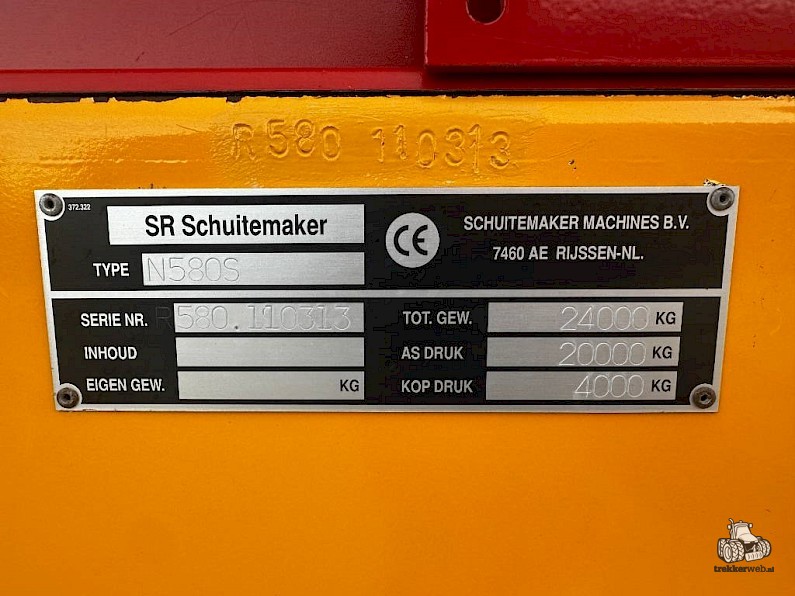 R580 110313
372.322
SR Schuitemaker
CE
SCHUITEMAKER MACHINES B.V.
7460 AE RIJSSEN-NL.
TYPE N580S
SERIE NR. R580.110313
TOT. GEW. 24000 KG
INHOUD
AS DRUK 20000 KG
EIGEN GEW. KG
KOP DRUK 4000 KG
trekkerweb.nl